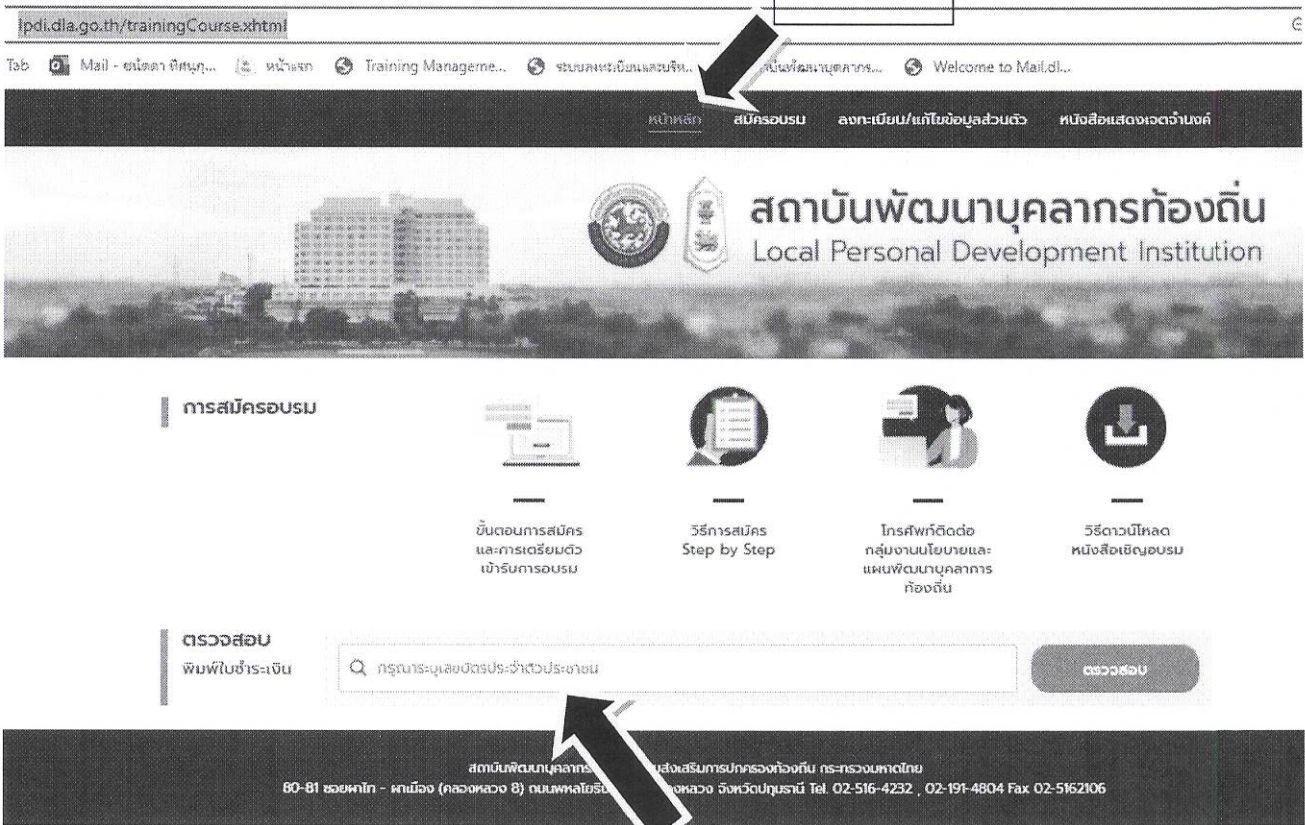 lpdi.dla.go.th/trainingCourse.xhtml
Tab Mail - หน้าแรก Training Manageme... Welcome to Mail.dl...
หน้าหลัก สมัครอบรม ลงทะเบียน/แก้ไขข้อมูลส่วนตัว หนังสือแสดงเจตจำนงค์
สถาบันพัฒนาบุคลากรท้องถิ่น
Local Personal Development Institution
การสมัครอบรม
ขั้นตอนการสมัคร
และการเตรียมตัว
เข้ารับการอบรม
วิธีการสมัคร
Step by Step
โทรศัพท์ติดต่อ
กลุ่มงานนโยบายและ
แผนพัฒนาบุคลาการ
ท้องถิ่น
วิธีดาวน์โหลด
หนังสือเชิญอบรม
ตรวจสอบ
พิมพ์ใบชำระเงิน
กรุณาระบุเลขบัตรประจำตัวประชาชน
ตรวจสอบ
สถาบันพัฒนาบุคลากร ส่งเสริมการปกครองท้องถิ่น กระทรวงมหาดไทย
80-81 ซอยผาไท - ผาเมือง (คลองหลวง 8) ถนนพหลโยธิน จังหวัดปทุมธานี Tel. 02-516-4232 , 02-191-4804 Fax 02-5162106